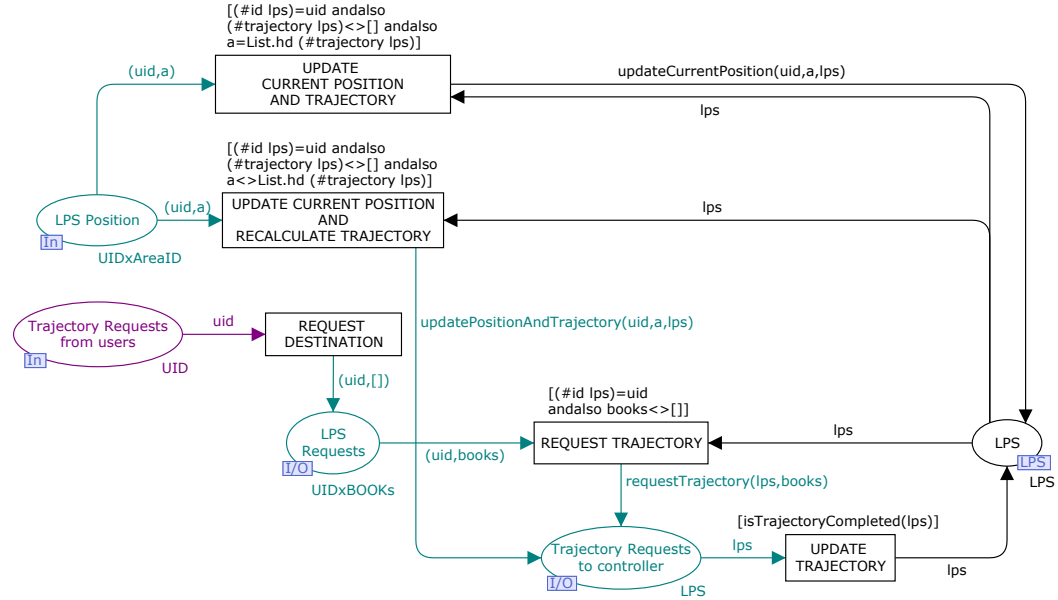 [(#id lps)=uid andalso
(#trajectory lps)<>[] andalso
a=List.hd (#trajectory lps)]
(uid,a)
UPDATE
CURRENT POSITION
AND TRAJECTORY
updateCurrentPosition(uid,a,lps)
lps
[(#id lps)=uid andalso
(#trajectory lps)<>[] andalso
a<>List.hd (#trajectory lps)]
LPS Position
In
UIDxAreaID
(uid,a)
UPDATE CURRENT POSITION
AND
RECALCULATE TRAJECTORY
lps
Trajectory Requests
from users
In
UID
uid
REQUEST
DESTINATION
updatePositionAndTrajectory(uid,a,lps)
(uid,[])
[(#id lps)=uid
andalso books<>[]]
LPS
Requests
I/O
UIDxBOOKs
(uid,books)
REQUEST TRAJECTORY
lps
LPS
LPS
LPS
requestTrajectory(lps,books)
[isTrajectoryCompleted(lps)]
Trajectory Requests
to controller
I/O
LPS
lps
UPDATE
TRAJECTORY
lps